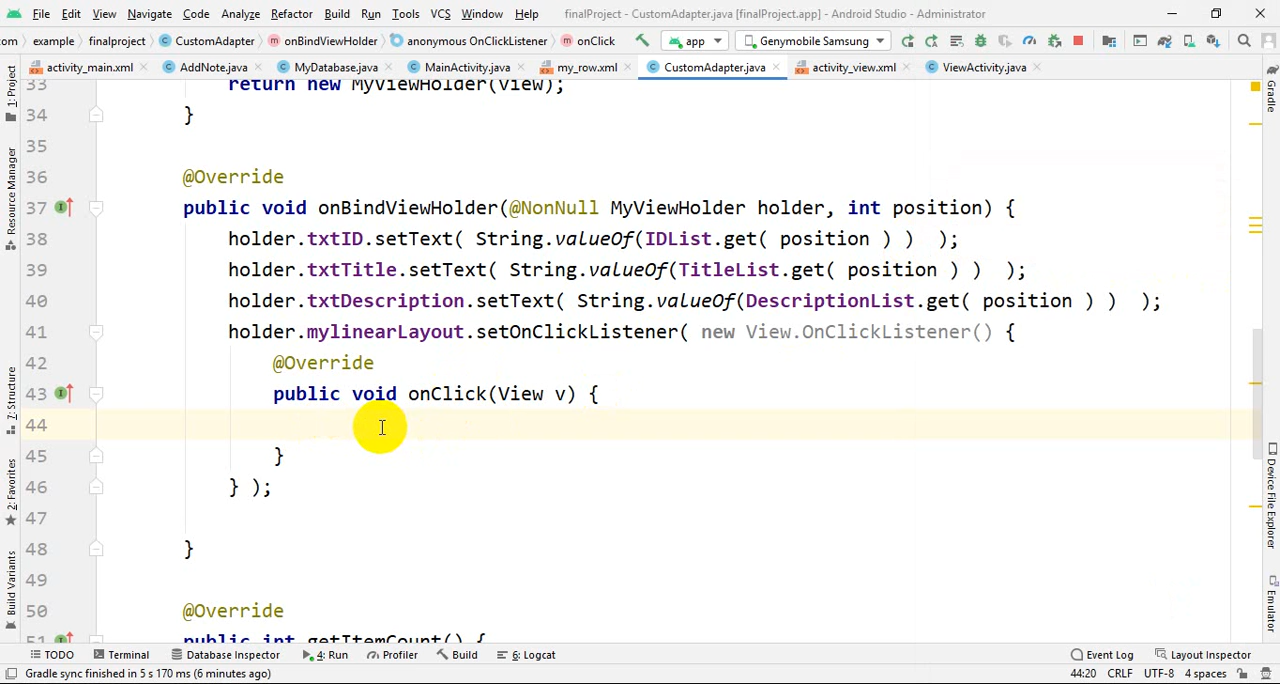 File Edit View Navigate Code Analyze Refactor Build Run Tools VCS Window Help finalProject - CustomAdapter.java [finalProject.app] - Android Studio - Administrator
om example finalproject CustomAdapter onBindViewHolder anonymous OnClickListener onClick app Genymobile Samsung
activity_main.xml AddNote.java MyDatabase.java MainActivity.java my_row.xml CustomAdapter.java activity_view.xml ViewActivity.java
33 return new MyViewHolder(view);
34 }
35
36 @Override
37 public void onBindViewHolder(@NonNull MyViewHolder holder, int position) {
38 holder.txtID.setText( String.valueOf(IDList.get( position ) ) );
39 holder.txtTitle.setText( String.valueOf(TitleList.get( position ) ) );
40 holder.txtDescription.setText( String.valueOf(DescriptionList.get( position ) ) );
41 holder.mylinearLayout.setOnClickListener( new View.OnClickListener() {
42 @Override
43 public void onClick(View v) {
44
45 }
46 } );
47
48 }
49
50 @Override
51 public int getItemCount() {
1: Project
Resource Manager
7: Structure
2: Favorites
Build Variants
Gradle
Device File Explorer
Emulator
TODO Terminal Database Inspector 4: Run Profiler Build 6: Logcat Event Log Layout Inspector
Gradle sync finished in 5 s 170 ms (6 minutes ago) 44:20 CRLF UTF-8 4 spaces